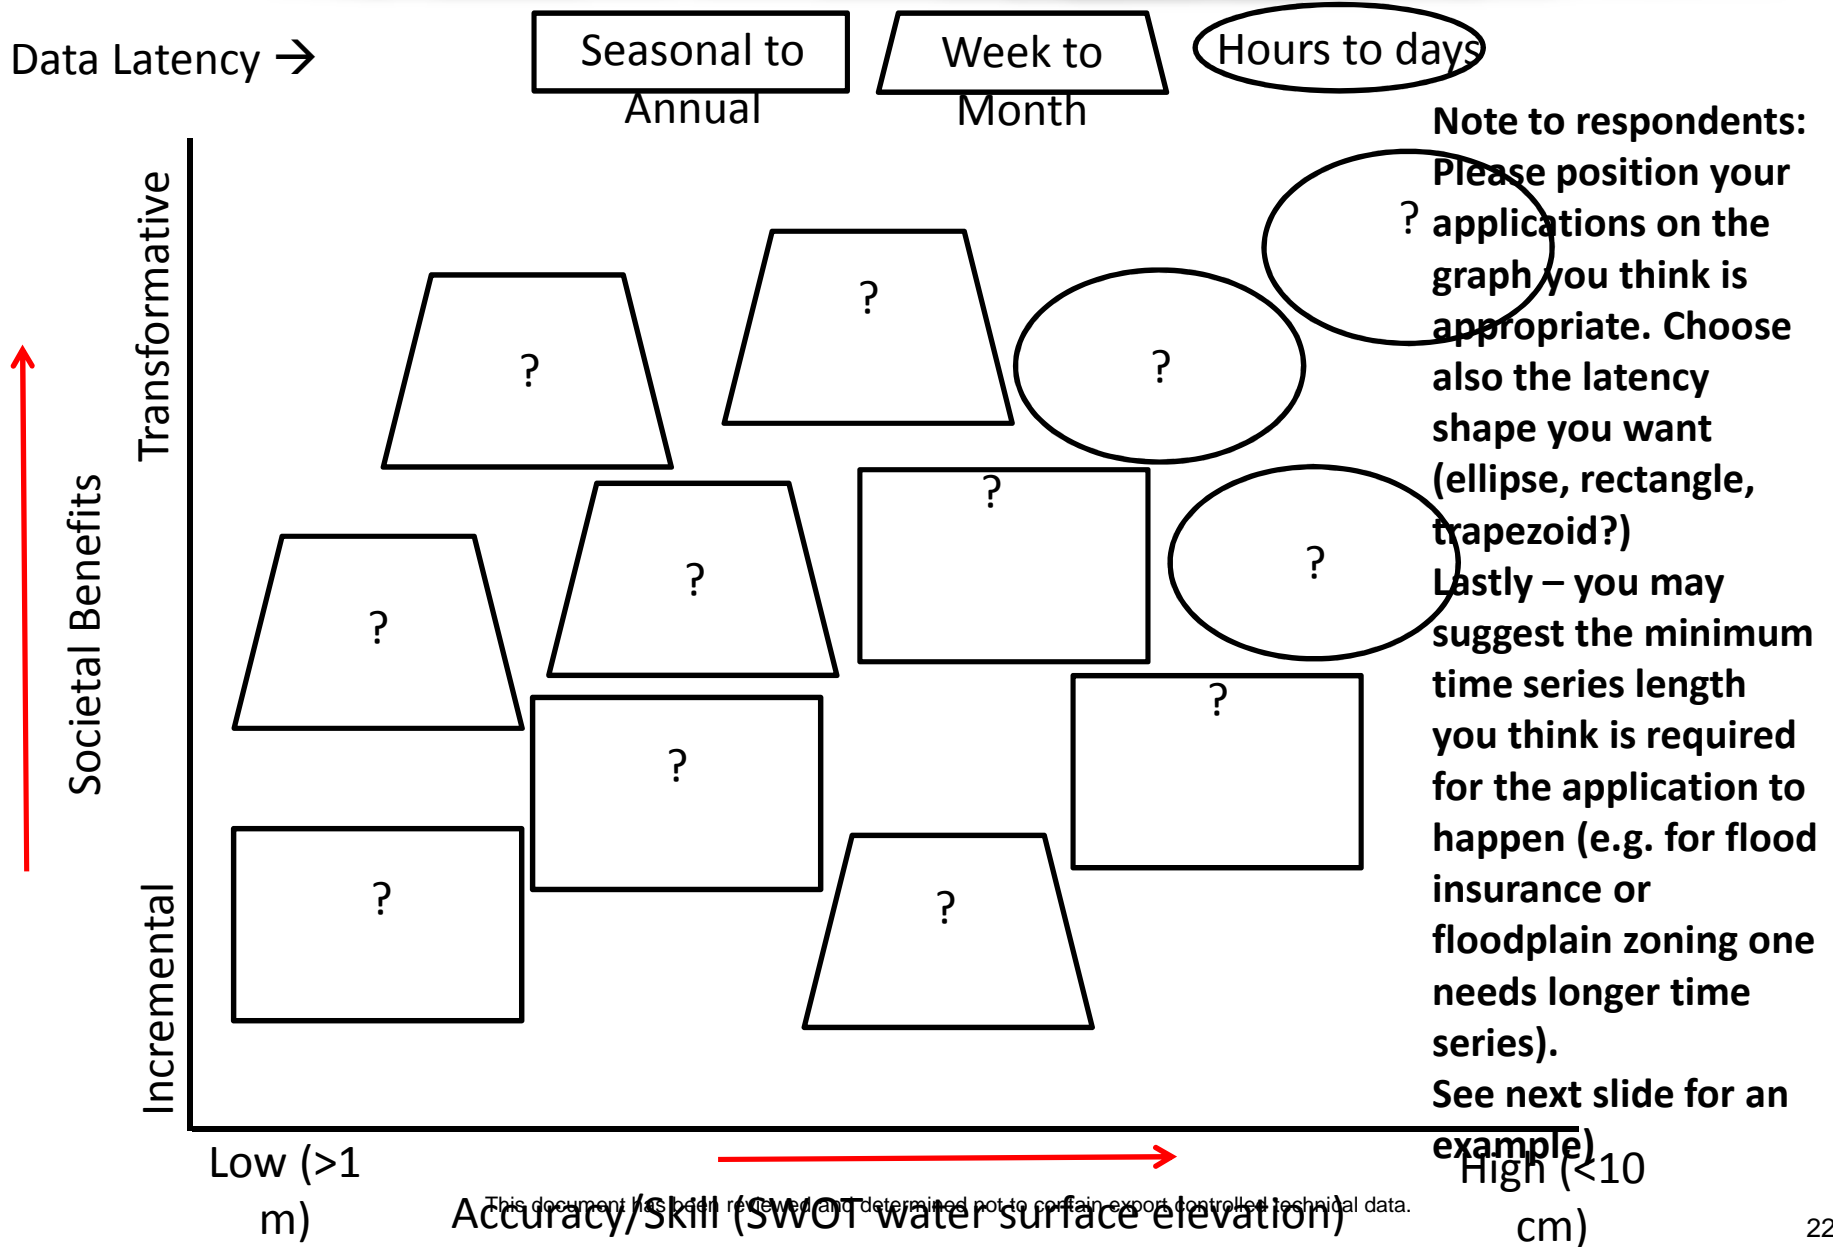 Data Latency →
Seasonal to
Annual
Week to
Month
Hours to days
Note to respondents:
Please position your
applications on the
graph you think is
appropriate. Choose
also the latency
shape you want
(ellipse, rectangle,
trapezoid?)
Lastly – you may
suggest the minimum
time series length
you think is required
for the application to
happen (e.g. for flood
insurance or
floodplain zoning one
needs longer time
series).
See next slide for an
example)
Transformative
Societal Benefits
Incremental
?
?
?
?
?
?
?
?
?
?
?
?
Low (>1
m)
High (<10
cm)
Accuracy/Skill (SWOT water surface elevation)
This document has been reviewed and determined not to contain export controlled technical data.
22